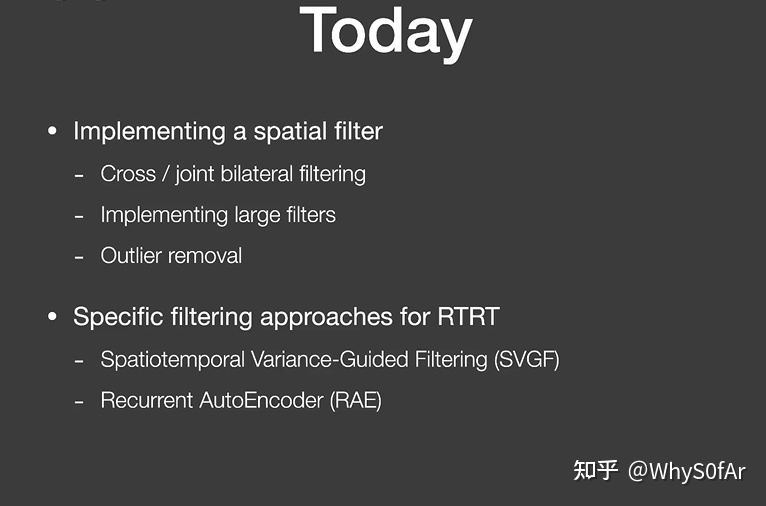 Today
• Implementing a spatial filter
- Cross / joint bilateral filtering
- Implementing large filters
- Outlier removal
• Specific filtering approaches for RTRT
- Spatiotemporal Variance-Guided Filtering (SVGF)
- Recurrent AutoEncoder (RAE)
知乎 @WhyS0fAr